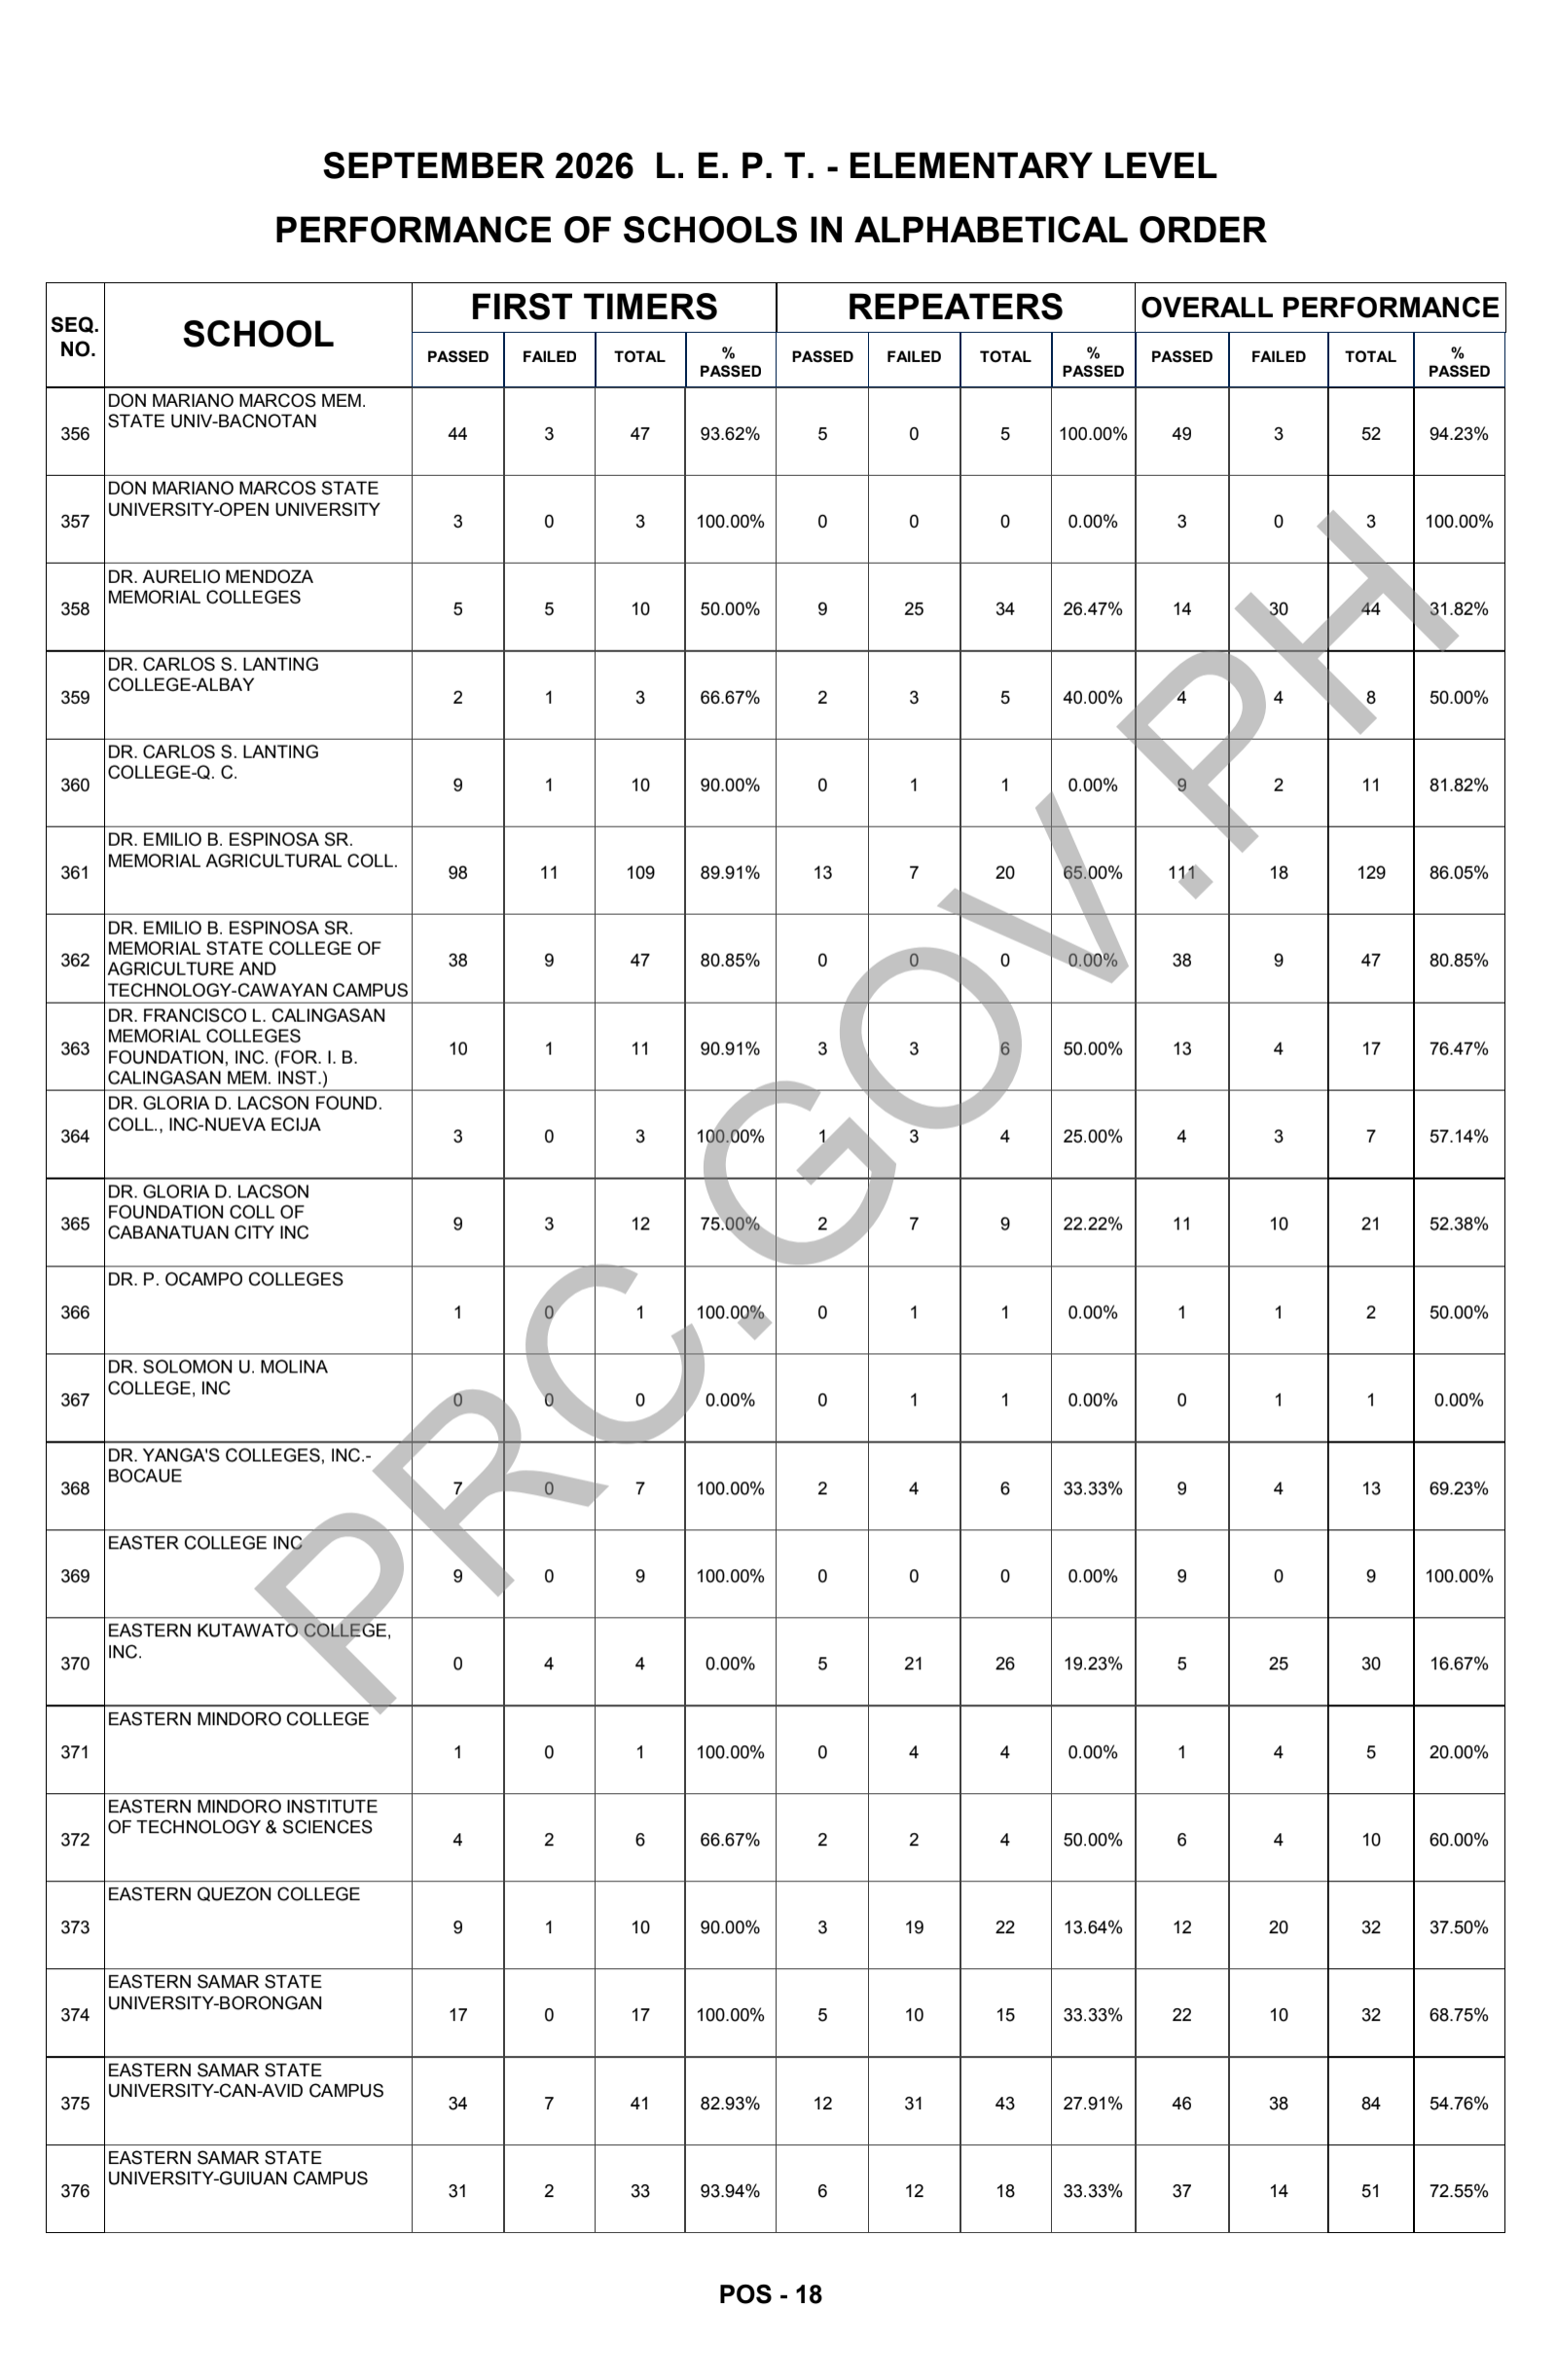 SEPTEMBER 2026  L. E. P. T. - ELEMENTARY LEVEL
PERFORMANCE OF SCHOOLS IN ALPHABETICAL ORDER
SEQ. NO. SCHOOL FIRST TIMERS REPEATERS OVERALL PERFORMANCE
PASSED FAILED TOTAL % PASSED PASSED FAILED TOTAL % PASSED PASSED FAILED TOTAL % PASSED
DON MARIANO MARCOS MEM.
STATE UNIV-BACNOTAN
356 44 3 47 93.62% 5 0 5 100.00% 49 3 52 94.23%
DON MARIANO MARCOS STATE
UNIVERSITY-OPEN UNIVERSITY
357 3 0 3 100.00% 0 0 0 0.00% 3 0 3 100.00%
DR. AURELIO MENDOZA
MEMORIAL COLLEGES
358 5 5 10 50.00% 9 25 34 26.47% 14 30 44 31.82%
DR. CARLOS S. LANTING
COLLEGE-ALBAY
359 2 1 3 66.67% 2 3 5 40.00% 4 4 8 50.00%
DR. CARLOS S. LANTING
COLLEGE-Q. C.
360 9 1 10 90.00% 0 1 1 0.00% 9 2 11 81.82%
DR. EMILIO B. ESPINOSA SR.
MEMORIAL AGRICULTURAL COLL.
361 98 11 109 89.91% 13 7 20 65.00% 111 18 129 86.05%
DR. EMILIO B. ESPINOSA SR.
MEMORIAL STATE COLLEGE OF
AGRICULTURE AND
TECHNOLOGY-CAWAYAN CAMPUS
362 38 9 47 80.85% 0 0 0 0.00% 38 9 47 80.85%
DR. FRANCISCO L. CALINGASAN
MEMORIAL COLLEGES
FOUNDATION, INC. (FOR. I. B.
CALINGASAN MEM. INST.)
363 10 1 11 90.91% 3 3 6 50.00% 13 4 17 76.47%
DR. GLORIA D. LACSON FOUND.
COLL., INC-NUEVA ECIJA
364 3 0 3 100.00% 1 3 4 25.00% 4 3 7 57.14%
DR. GLORIA D. LACSON
FOUNDATION COLL OF
CABANATUAN CITY INC
365 9 3 12 75.00% 2 7 9 22.22% 11 10 21 52.38%
DR. P. OCAMPO COLLEGES
366 1 0 1 100.00% 0 1 1 0.00% 1 1 2 50.00%
DR. SOLOMON U. MOLINA
COLLEGE, INC
367 0 0 0 0.00% 0 1 1 0.00% 0 1 1 0.00%
DR. YANGA'S COLLEGES, INC.-
BOCAUE
368 7 0 7 100.00% 2 4 6 33.33% 9 4 13 69.23%
EASTER COLLEGE INC
369 9 0 9 100.00% 0 0 0 0.00% 9 0 9 100.00%
EASTERN KUTAWATO COLLEGE,
INC.
370 0 4 4 0.00% 5 21 26 19.23% 5 25 30 16.67%
EASTERN MINDORO COLLEGE
371 1 0 1 100.00% 0 4 4 0.00% 1 4 5 20.00%
EASTERN MINDORO INSTITUTE
OF TECHNOLOGY & SCIENCES
372 4 2 6 66.67% 2 2 4 50.00% 6 4 10 60.00%
EASTERN QUEZON COLLEGE
373 9 1 10 90.00% 3 19 22 13.64% 12 20 32 37.50%
EASTERN SAMAR STATE
UNIVERSITY-BORONGAN
374 17 0 17 100.00% 5 10 15 33.33% 22 10 32 68.75%
EASTERN SAMAR STATE
UNIVERSITY-CAN-AVID CAMPUS
375 34 7 41 82.93% 12 31 43 27.91% 46 38 84 54.76%
EASTERN SAMAR STATE
UNIVERSITY-GUIUAN CAMPUS
376 31 2 33 93.94% 6 12 18 33.33% 37 14 51 72.55%
PRC.GOV.PH
POS - 18